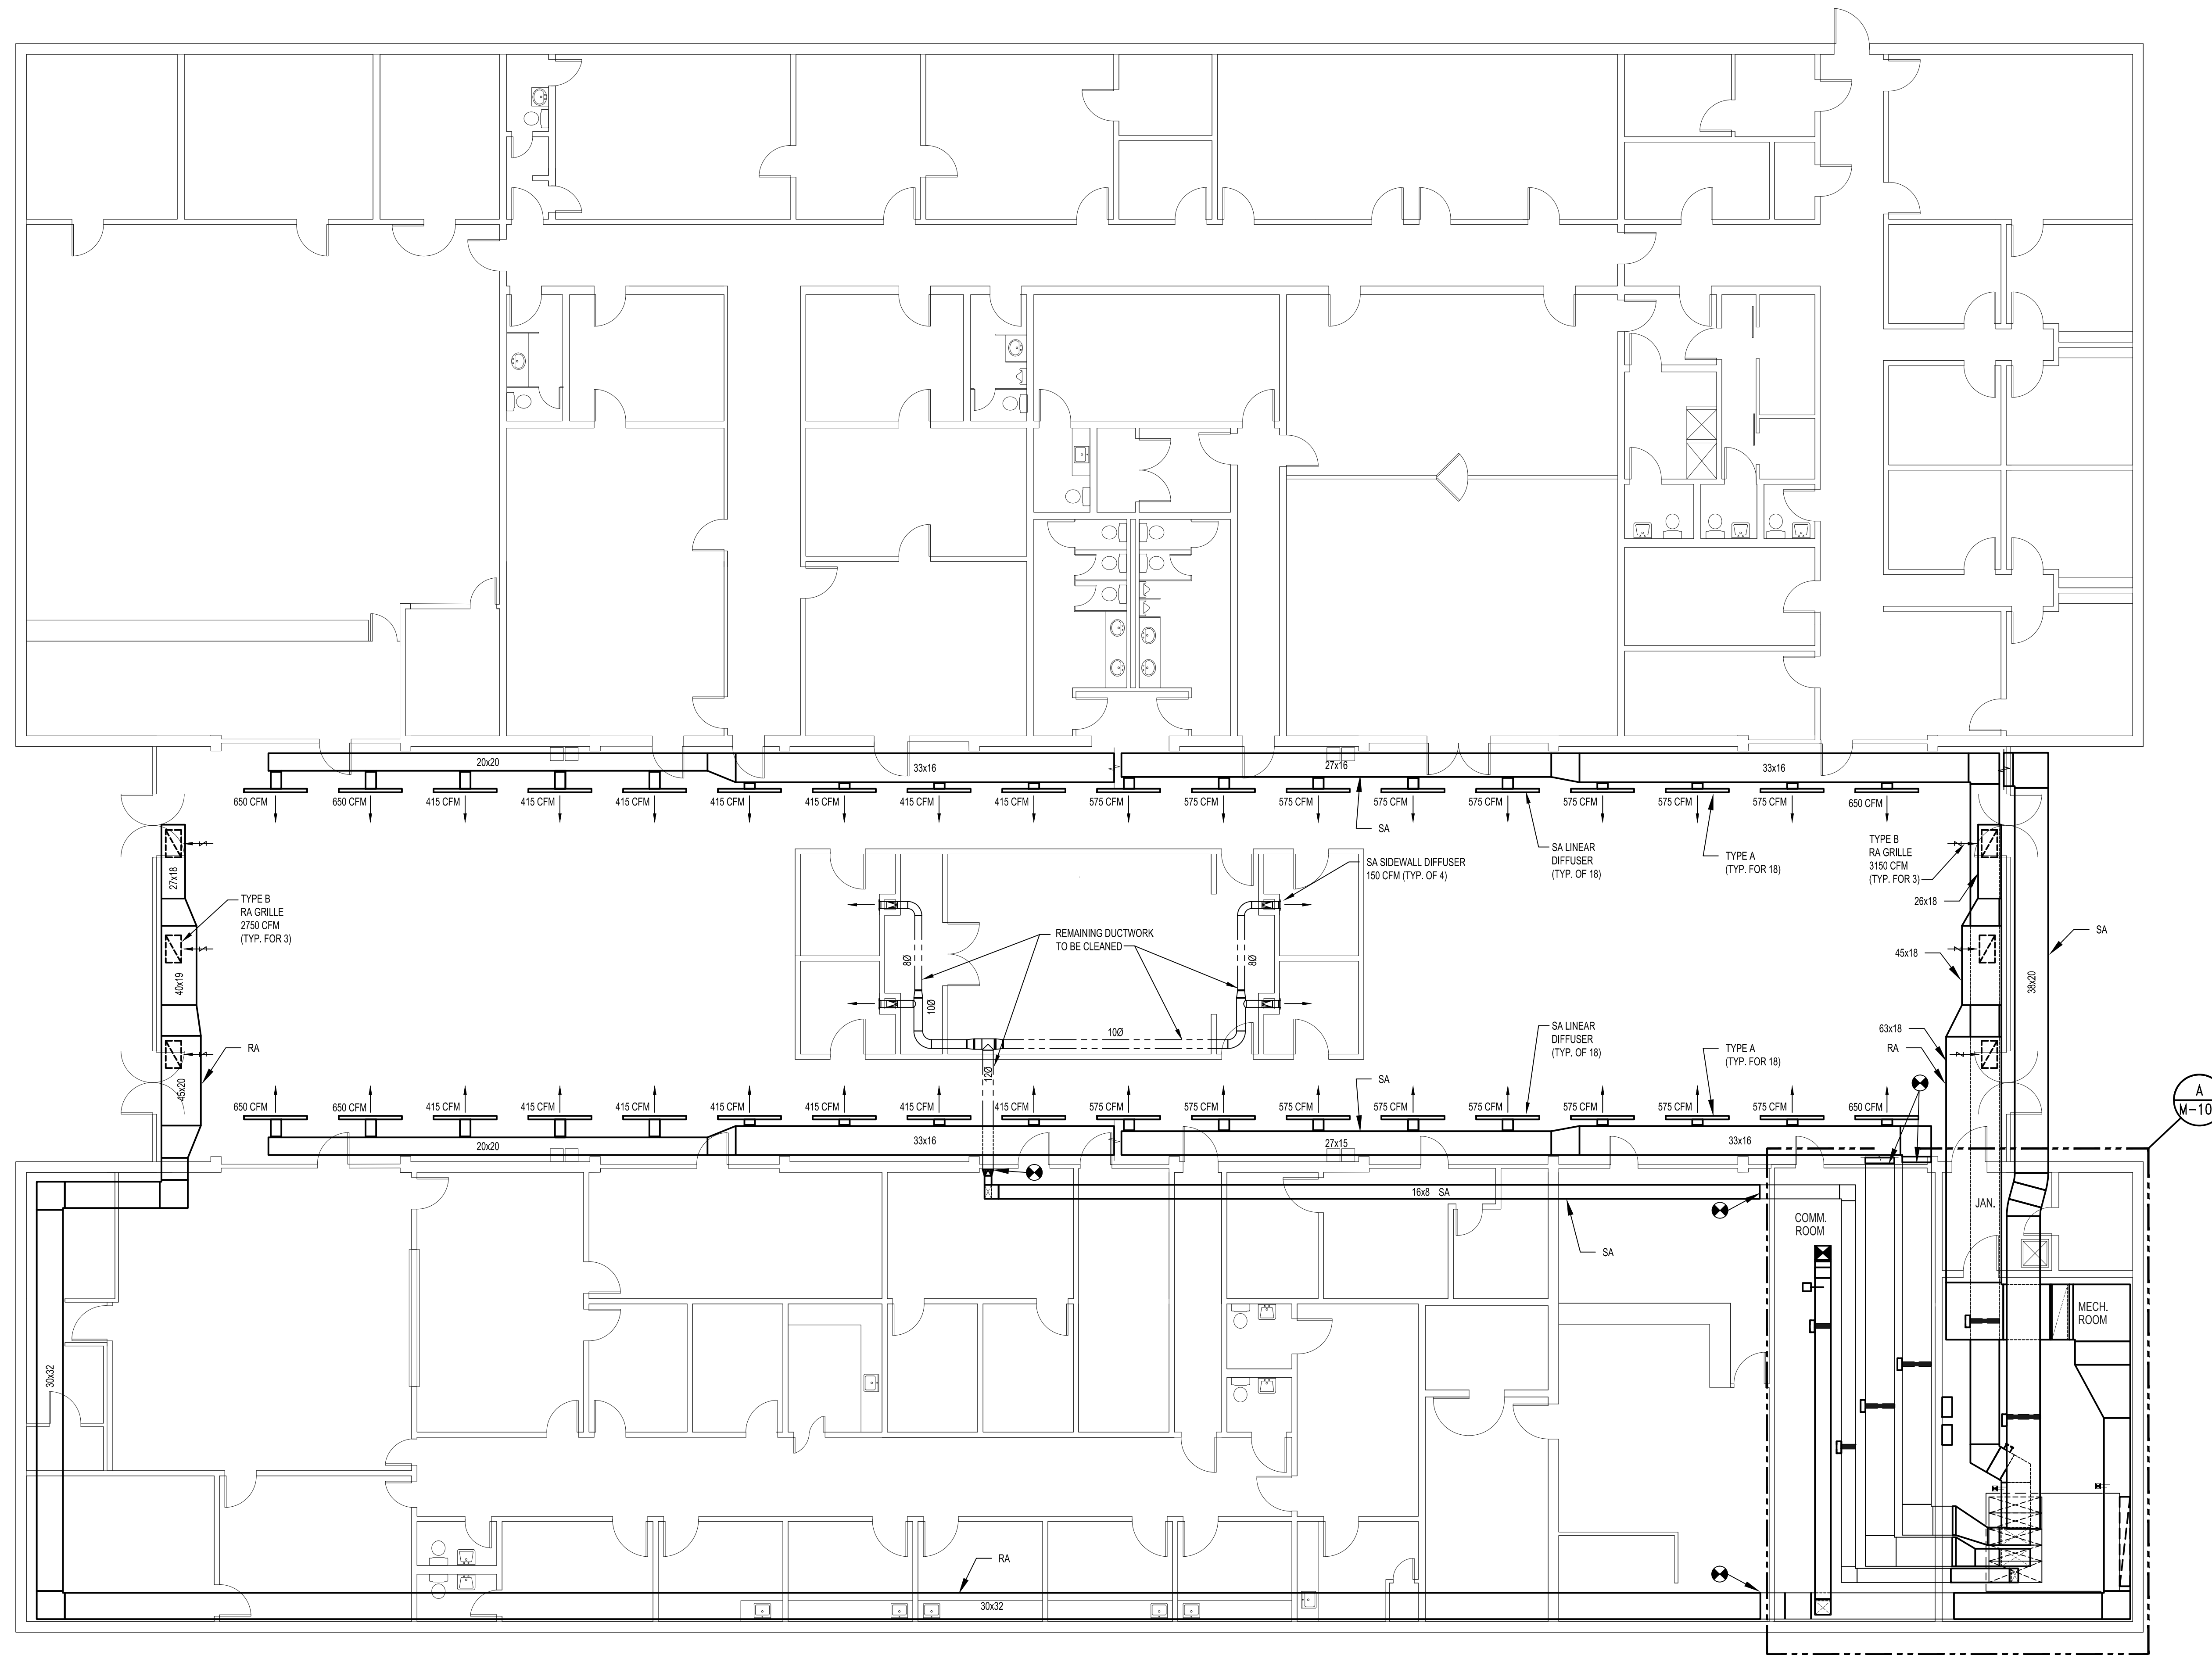 20x20
33x16
27x16
33x16
650 CFM
650 CFM
415 CFM
415 CFM
415 CFM
415 CFM
415 CFM
415 CFM
415 CFM
575 CFM
575 CFM
575 CFM
575 CFM
575 CFM
575 CFM
575 CFM
575 CFM
650 CFM
SA
SA LINEAR
DIFFUSER
(TYP. OF 18)
TYPE A
(TYP. FOR 18)
TYPE B
RA GRILLE
3150 CFM
(TYP. FOR 3)
26x18
SA SIDEWALL DIFFUSER
150 CFM (TYP. OF 4)
27x18
TYPE B
RA GRILLE
2750 CFM
(TYP. FOR 3)
REMAINING DUCTWORK
TO BE CLEANED
SA
45x18
40x19
8Ø
8Ø
38x20
10Ø
10Ø
12Ø
SA LINEAR
DIFFUSER
(TYP. OF 18)
TYPE A
(TYP. FOR 18)
63x18
RA
RA
45x20
SA
A
M-10
650 CFM
650 CFM
415 CFM
415 CFM
415 CFM
415 CFM
415 CFM
415 CFM
415 CFM
575 CFM
575 CFM
575 CFM
575 CFM
575 CFM
575 CFM
575 CFM
575 CFM
650 CFM
20x20
33x16
27x15
33x16
16x8 SA
SA
COMM.
ROOM
JAN.
MECH.
ROOM
30x32
RA
30x32